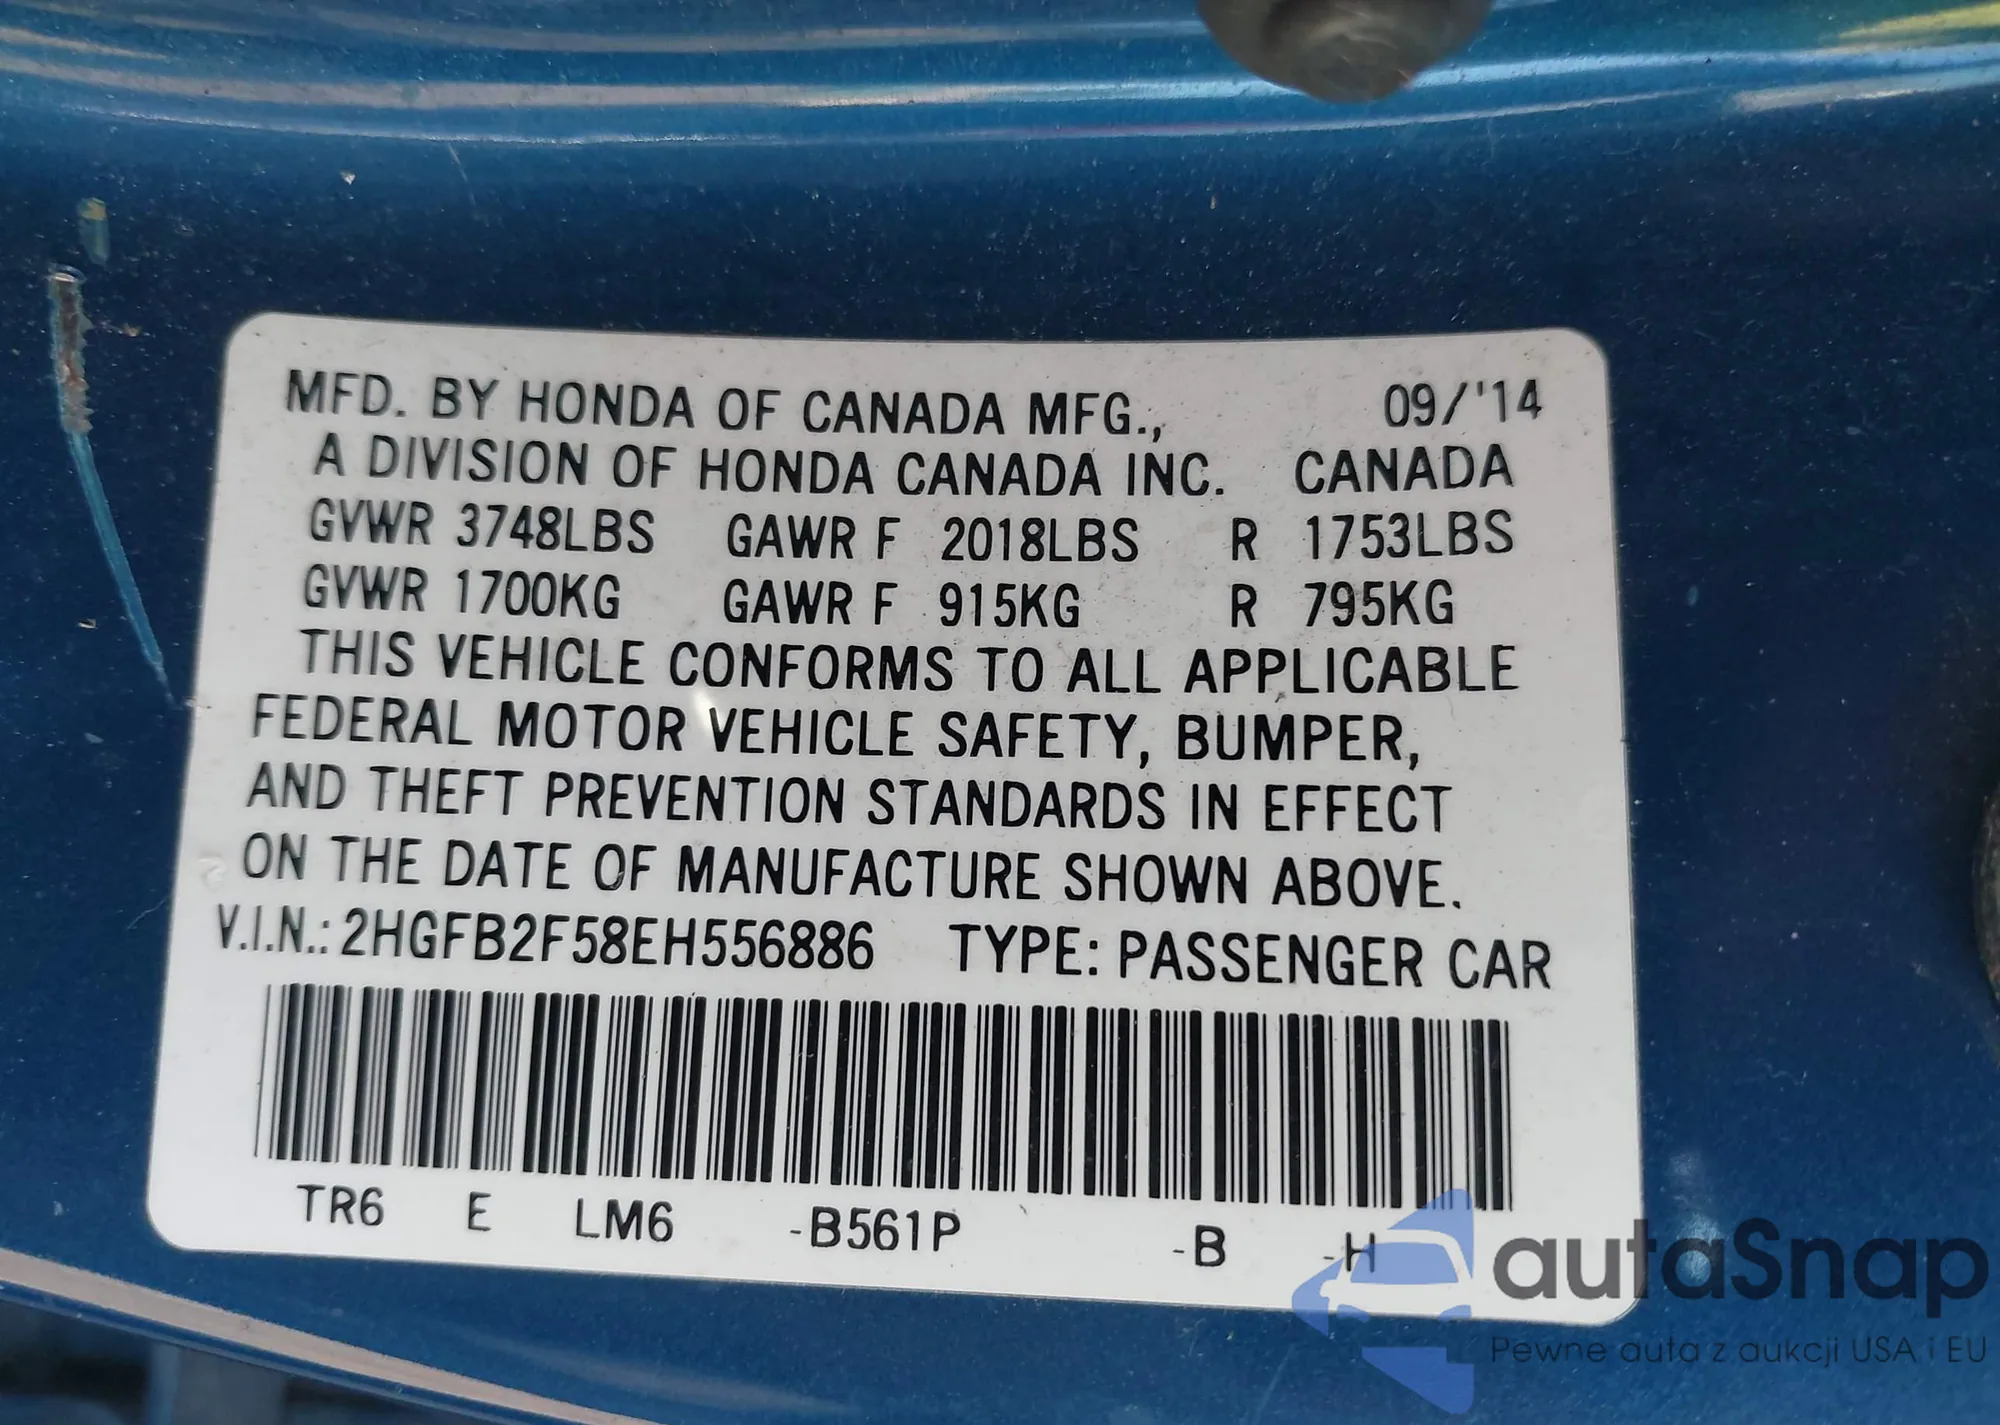 MFD. BY HONDA OF CANADA MFG., 09/'14
A DIVISION OF HONDA CANADA INC. CANADA
GVWR 3748LBS GAWR F 2018LBS R 1753LBS
GVWR 1700KG GAWR F 915KG R 795KG
THIS VEHICLE CONFORMS TO ALL APPLICABLE
FEDERAL MOTOR VEHICLE SAFETY, BUMPER,
AND THEFT PREVENTION STANDARDS IN EFFECT
ON THE DATE OF MANUFACTURE SHOWN ABOVE.
V.I.N.: 2HGFB2F58EH556886 TYPE: PASSENGER CAR
TR6 E LM6 -B561P -B -H
autaSnap
Pewne auta z aukcji USA i EU